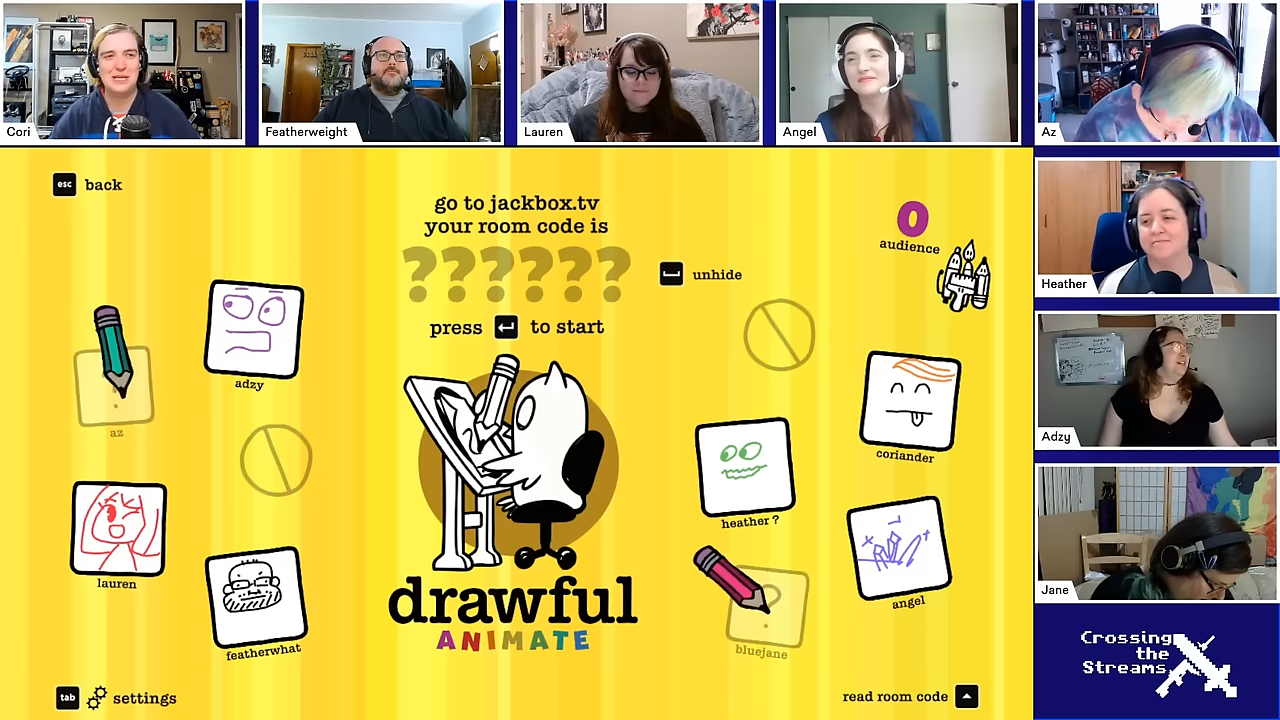 Cori
Featherweight
Lauren
Angel
Az
Heather
Adzy
Jane
Crossing
the
Streams
esc back
go to jackbox.tv
your room code is
??????
unhide
press to start
0
audience
az
adzy
lauren
featherwhat
heather ?
coriander
angel
bluejane
drawful
ANIMATE
tab settings
read room code